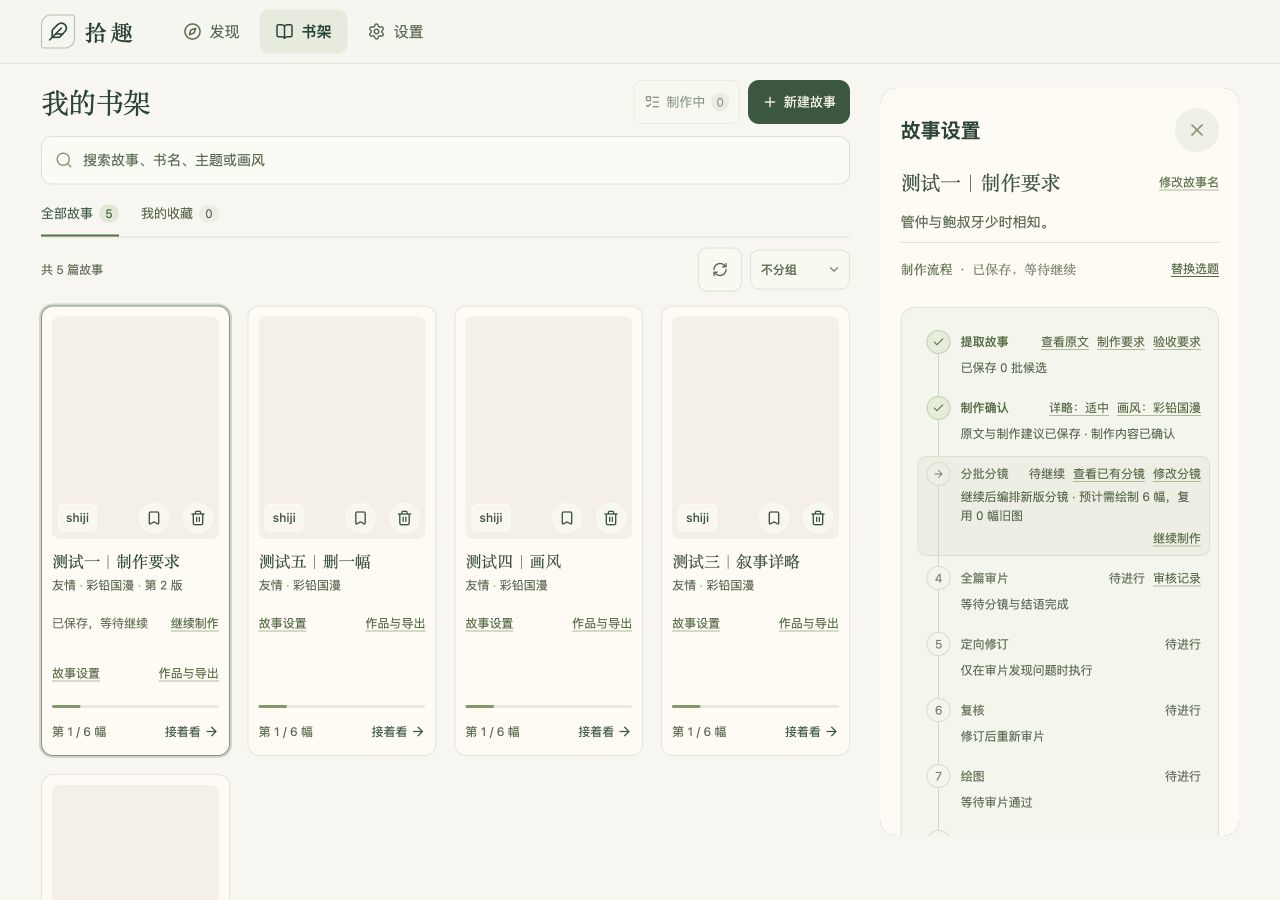 拾趣
发现
书架
设置
我的书架
制作中 0
新建故事
搜索故事、书名、主题或画风
全部故事 5
我的收藏 0
共 5 篇故事
不分组
shiji
测试一｜制作要求
友情 · 彩铅国漫 · 第 2 版
已保存，等待继续 继续制作
故事设置 作品与导出
第 1 / 6 幅 接着看
shiji
测试五｜删一幅
友情 · 彩铅国漫
故事设置 作品与导出
第 1 / 6 幅 接着看
shiji
测试四｜画风
友情 · 彩铅国漫
故事设置 作品与导出
第 1 / 6 幅 接着看
shiji
测试三｜叙事详略
友情 · 彩铅国漫
故事设置 作品与导出
第 1 / 6 幅 接着看
故事设置
测试一｜制作要求 修改故事名
管仲与鲍叔牙少时相知。
制作流程 · 已保存，等待继续 替换选题
提取故事 查看原文 制作要求 验收要求
已保存 0 批候选
制作确认 详略：适中 画风：彩铅国漫
原文与制作建议已保存 · 制作内容已确认
分批分镜 待继续 查看已有分镜 修改分镜
继续后编排新版分镜 · 预计需绘制 6 幅，复
用 0 幅旧图
继续制作
4 全篇审片 待进行 审核记录
等待分镜与结语完成
5 定向修订 待进行
仅在审片发现问题时执行
6 复核 待进行
修订后重新审片
7 绘图 待进行
等待审片通过